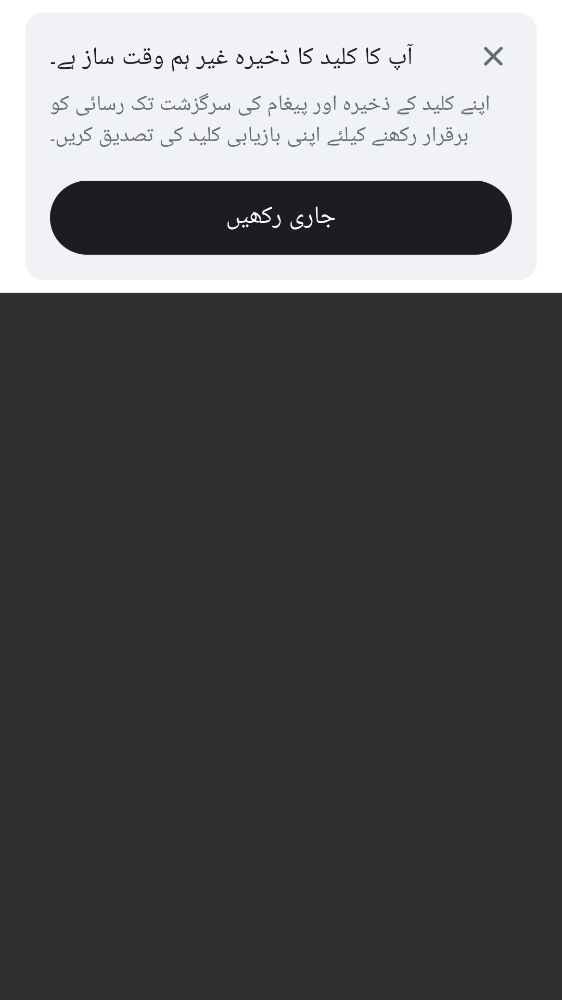 آپ کا کلید کا ذخیرہ غیر ہم وقت ساز ہے۔
اپنے کلید کے ذخیرہ اور پیغام کی سرگزشت تک رسائی کو
برقرار رکھنے کیلئے اپنی بازیابی کلید کی تصدیق کریں۔
جاری رکھیں